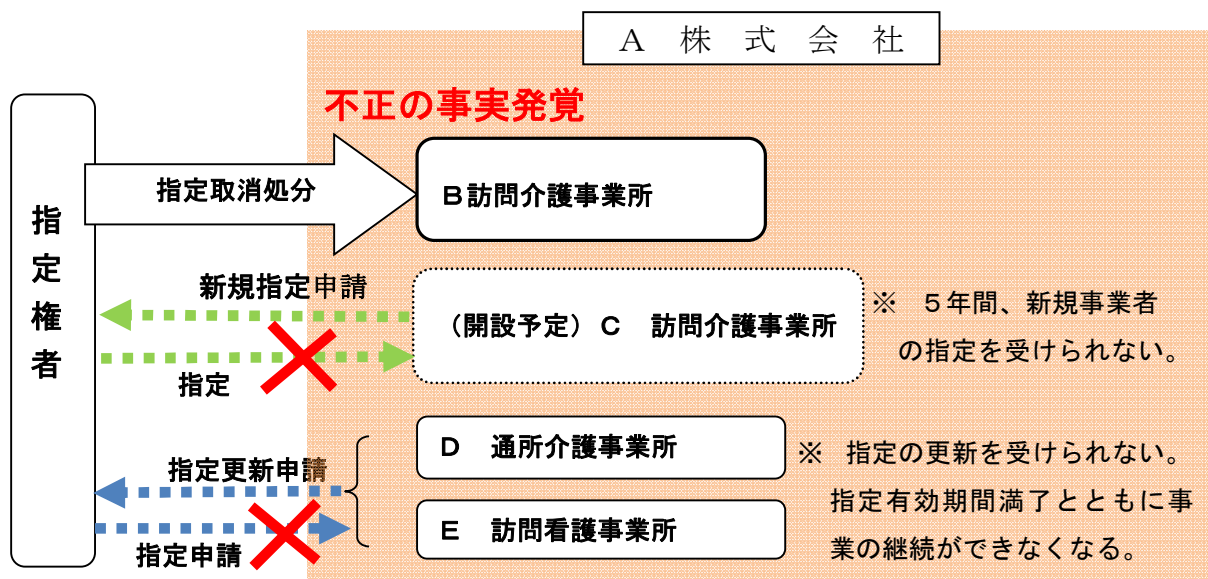 A 株 式 会 社
不正の事実発覚
指定権者
指定取消処分
B訪問介護事業所
新規指定申請
指定
（開設予定）C　訪問介護事業所
※　５年間、新規事業者
の指定を受けられない。
指定更新申請
指定申請
D　通所介護事業所
E　訪問看護事業所
※　指定の更新を受けられない。
指定有効期間満了とともに事
業の継続ができなくなる。